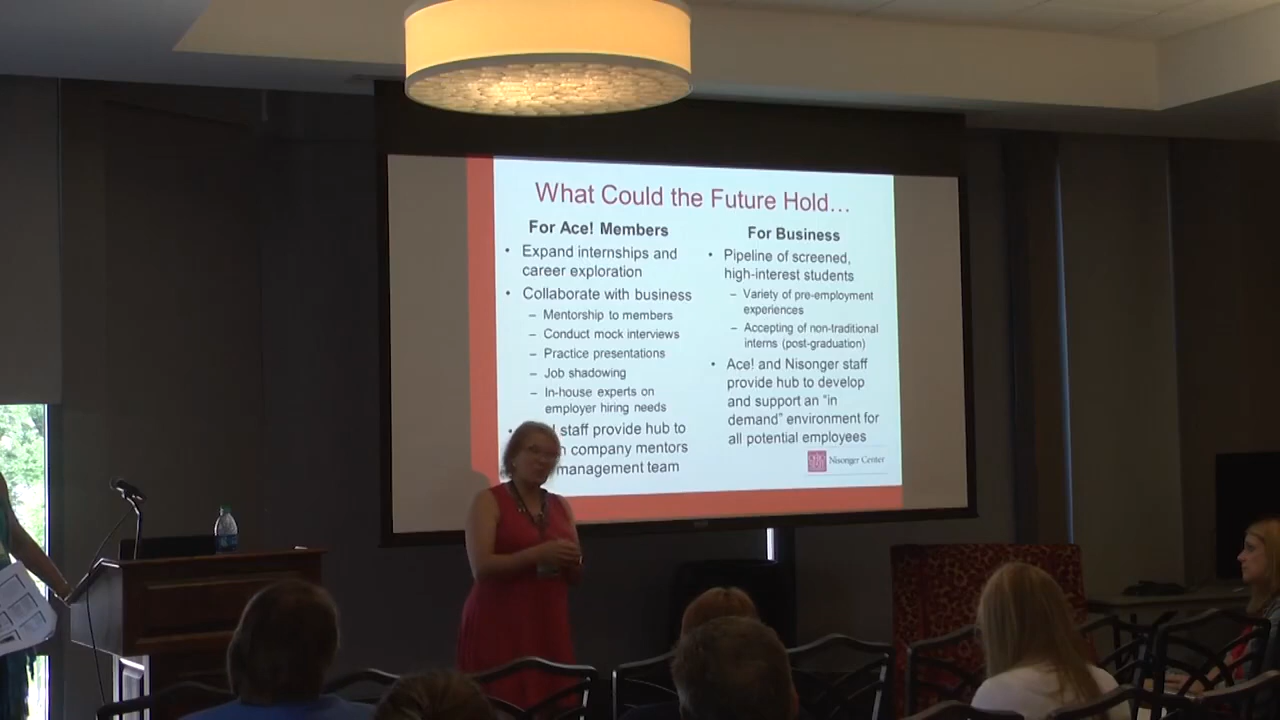 What Could the Future Hold…
For Ace! Members
• Expand internships and
career exploration
• Collaborate with business
– Mentorship to members
– Conduct mock interviews
– Practice presentations
– Job shadowing
– In-house experts on
employer hiring needs
• staff provide hub to
company mentors
management team
For Business
• Pipeline of screened,
high-interest students
– Variety of pre-employment
experiences
– Accepting of non-traditional
interns (post-graduation)
• Ace! and Nisonger staff
provide hub to develop
and support an "in
demand" environment for
all potential employees
Nisonger Center